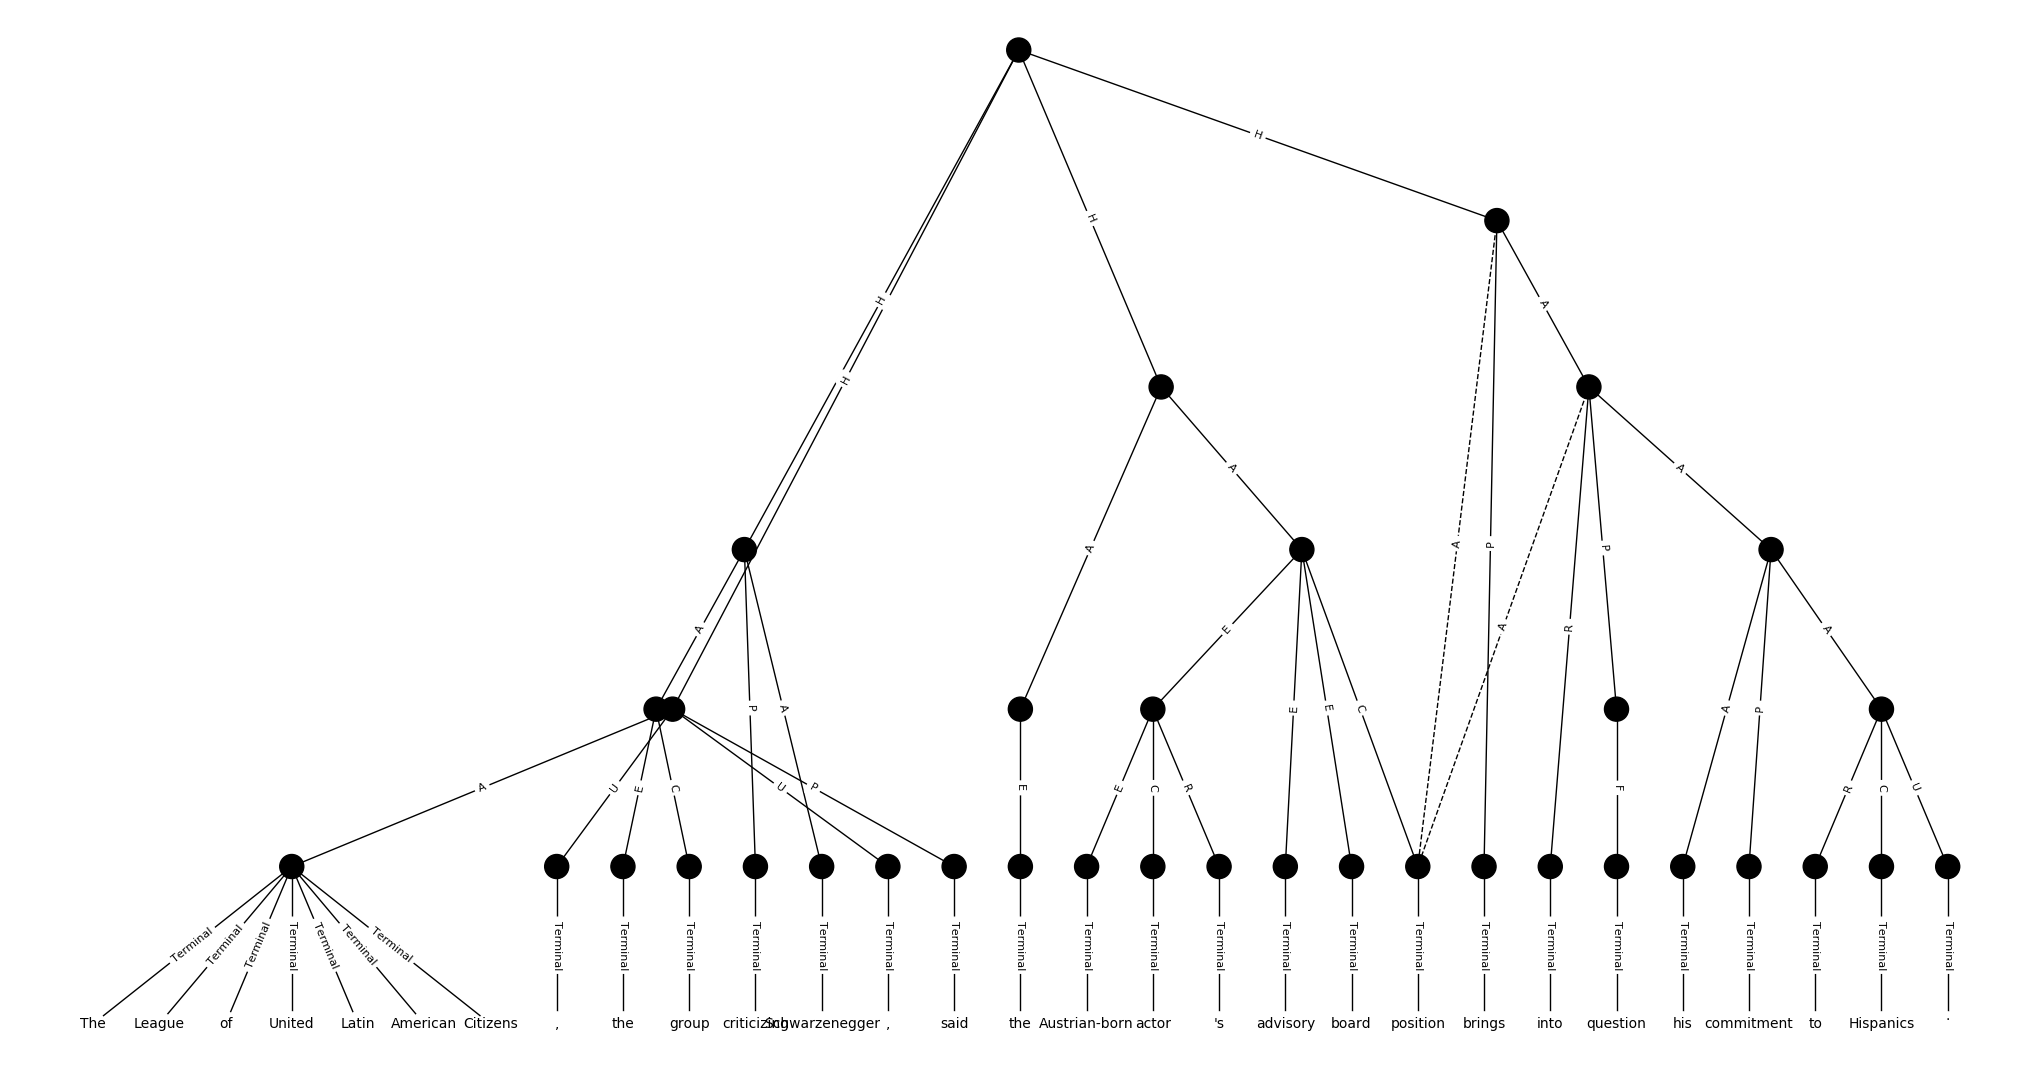 H
H
H
A
H
A
A
A
A
P
A
P
A
R
E
A
A
P
A
E
E
C
A
P
A
U
E
C
U
P
E
E
C
R
F
R
C
U
Terminal Terminal Terminal Terminal Terminal Terminal Terminal Terminal Terminal Terminal Terminal Terminal Terminal Terminal Terminal Terminal Terminal Terminal Terminal Terminal Terminal Terminal Terminal Terminal Terminal Terminal Terminal Terminal Terminal
The League of United Latin American Citizens , the group criticizing Schwarzenegger , said the Austrian-born actor 's advisory board position brings into question his commitment to Hispanics .